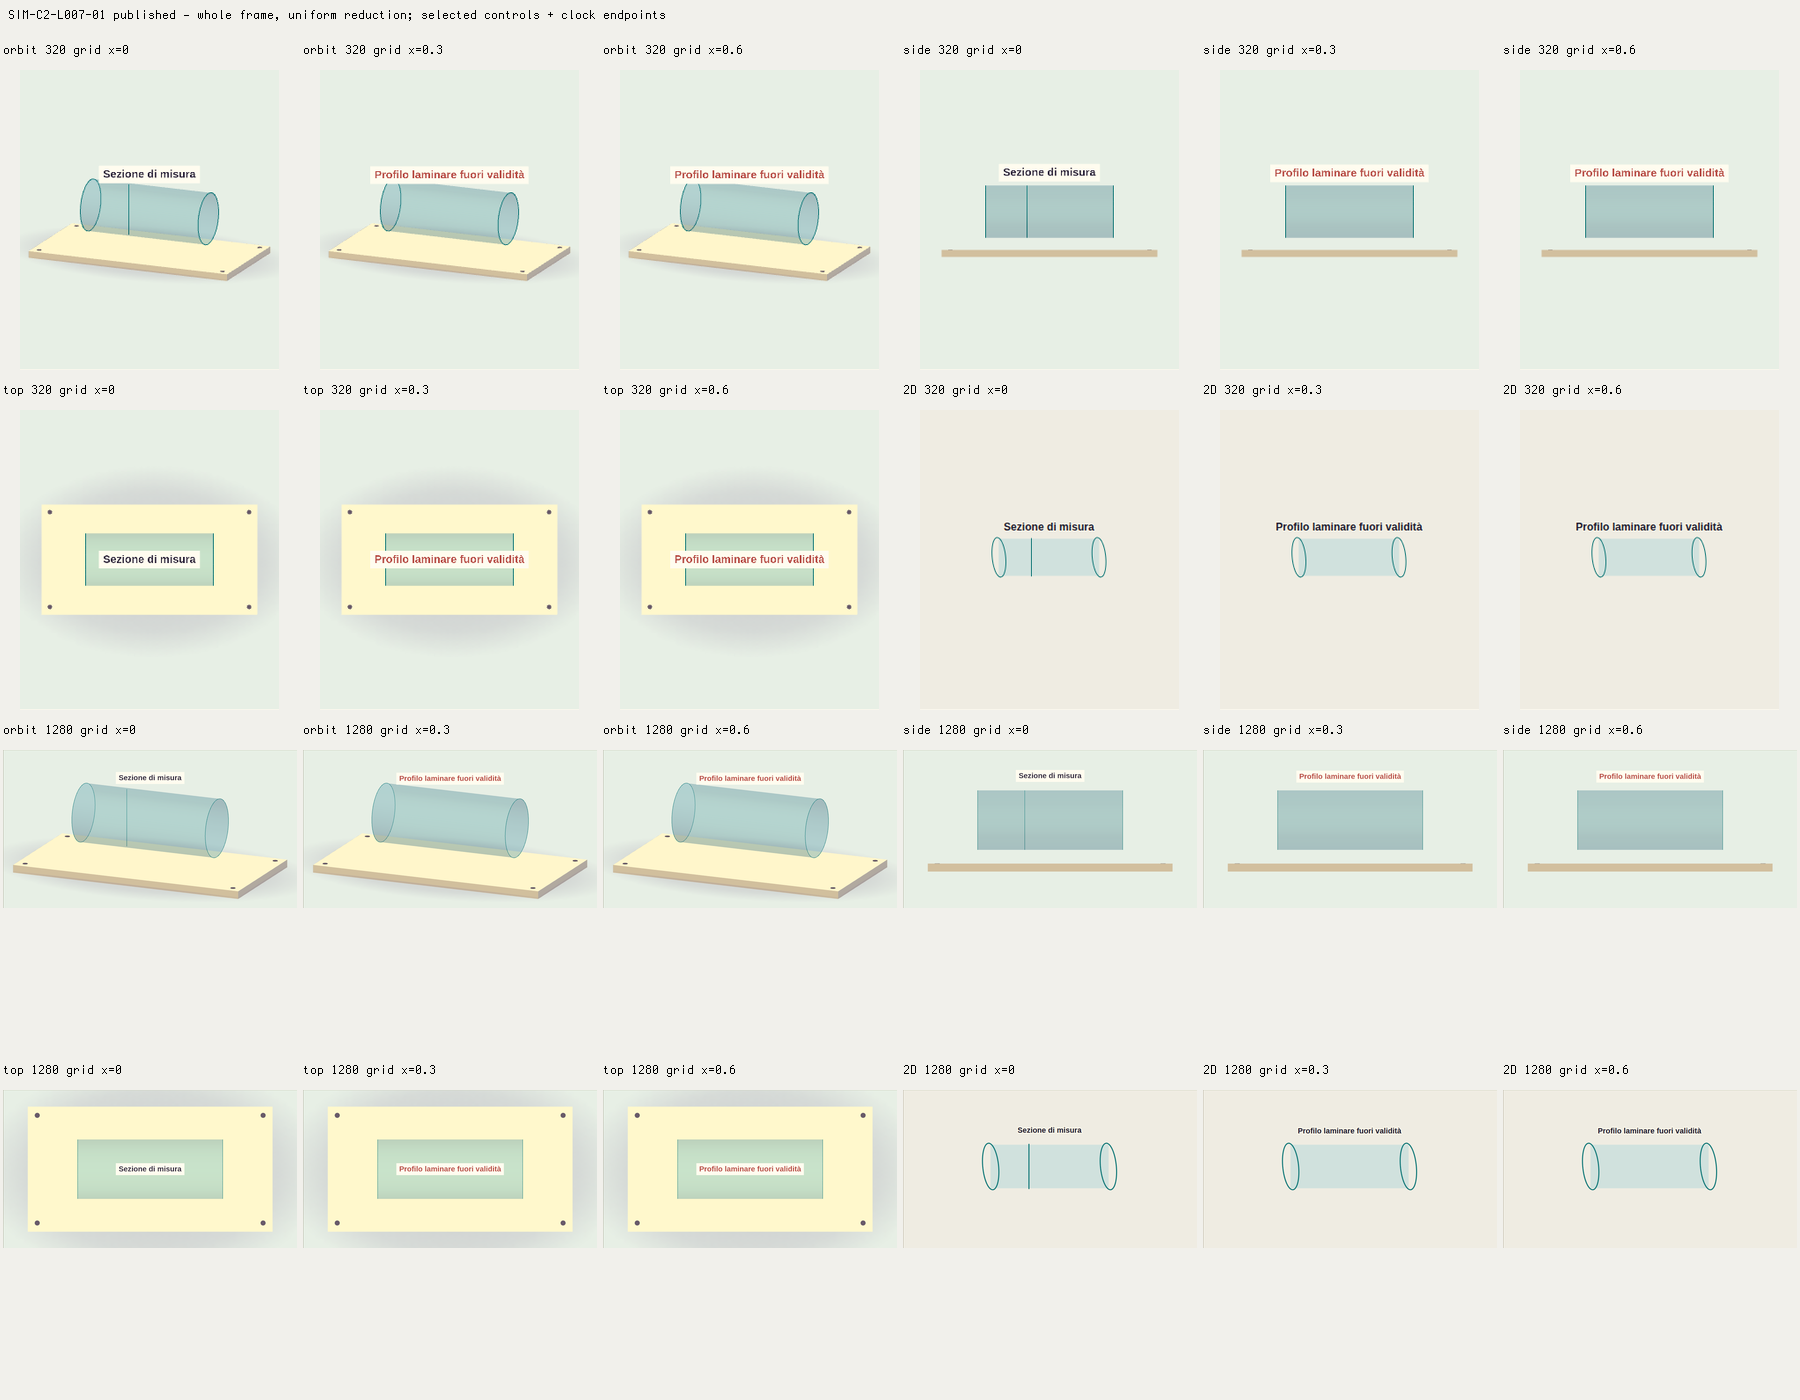 SIM-C2-L007-01 published – whole frame, uniform reduction; selected controls + clock endpoints
orbit 320 grid x=0
orbit 320 grid x=0.3
orbit 320 grid x=0.6
side 320 grid x=0
side 320 grid x=0.3
side 320 grid x=0.6
Sezione di misura
Profilo laminare fuori validità
Profilo laminare fuori validità
Sezione di misura
Profilo laminare fuori validità
Profilo laminare fuori validità
top 320 grid x=0
top 320 grid x=0.3
top 320 grid x=0.6
2D 320 grid x=0
2D 320 grid x=0.3
2D 320 grid x=0.6
Sezione di misura
Profilo laminare fuori validità
Profilo laminare fuori validità
Sezione di misura
Profilo laminare fuori validità
Profilo laminare fuori validità
orbit 1280 grid x=0
orbit 1280 grid x=0.3
orbit 1280 grid x=0.6
side 1280 grid x=0
side 1280 grid x=0.3
side 1280 grid x=0.6
Sezione di misura
Profilo laminare fuori validità
Profilo laminare fuori validità
Sezione di misura
Profilo laminare fuori validità
Profilo laminare fuori validità
top 1280 grid x=0
top 1280 grid x=0.3
top 1280 grid x=0.6
2D 1280 grid x=0
2D 1280 grid x=0.3
2D 1280 grid x=0.6
Sezione di misura
Profilo laminare fuori validità
Profilo laminare fuori validità
Sezione di misura
Profilo laminare fuori validità
Profilo laminare fuori validità